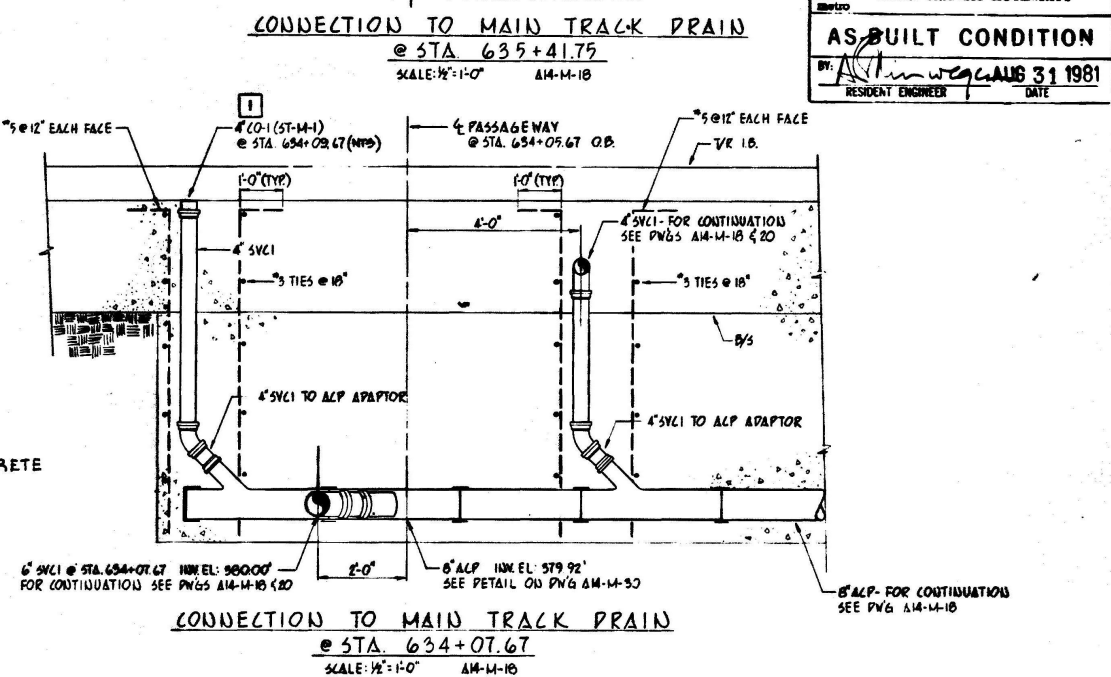 CONNECTION TO MAIN TRACK DRAIN
@ STA. 635+41.75
SCALE: ½"=1'-0" A14-M-18
metro
AS-BUILT CONDITION
BY: AUG 31 1981
RESIDENT ENGINEER DATE
1
#5 @ 12" EACH FACE
4" CO-1 (ST-M-1)
@ STA. 634+09.67 (NTS)
℄ PASSAGEWAY
@ STA. 634+05.67 O.B.
#5 @ 12" EACH FACE
T/R I.B.
1'-0" (TYP.)
1'-0" (TYP.)
4'-0"
4" SVCI - FOR CONTINUATION
SEE DWGS A14-M-18 & 20
4" SVCI
#3 TIES @ 18"
#3 TIES @ 18"
B/S
4" SVCI TO ACP ADAPTOR
4" SVCI TO ACP ADAPTOR
RETE
6" SVCI @ STA. 634+07.67 INV. EL: 380.00'
FOR CONTINUATION SEE DWGS A14-M-18 & 20
2'-0"
8" ACP INV. EL: 379.92'
SEE DETAIL ON DW'G A14-M-30
8" ACP - FOR CONTINUATION
SEE DW'G A14-M-18
CONNECTION TO MAIN TRACK DRAIN
@ STA. 634+07.67
SCALE: ½"=1'-0" A14-M-18